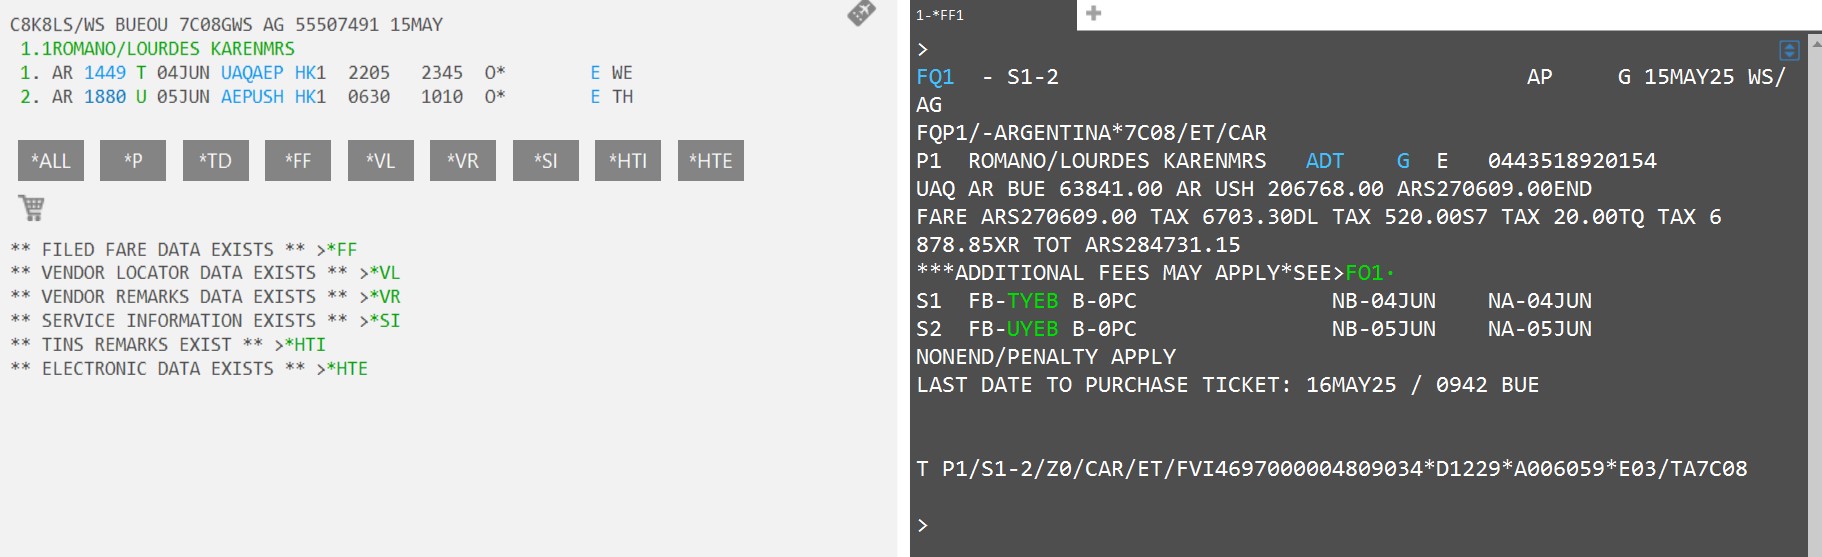 C8K8LS/WS BUEOU 7C08GWS AG 55507491 15MAY
1.1ROMANO/LOURDES KARENMRS
1. AR 1449 T 04JUN UAQAEP HK1 2205 2345 O* E WE
2. AR 1880 U 05JUN AEPUSH HK1 0630 1010 O* E TH
*ALL *P *TD *FF *VL *VR *SI *HTI *HTE
** FILED FARE DATA EXISTS ** >*FF
** VENDOR LOCATOR DATA EXISTS ** >*VL
** VENDOR REMARKS DATA EXISTS ** >*VR
** SERVICE INFORMATION EXISTS ** >*SI
** TINS REMARKS EXIST ** >*HTI
** ELECTRONIC DATA EXISTS ** >*HTE
1-*FF1
>
FQ1 - S1-2 AP G 15MAY25 WS/
AG
FQP1/-ARGENTINA*7C08/ET/CAR
P1 ROMANO/LOURDES KARENMRS ADT G E 0443518920154
UAQ AR BUE 63841.00 AR USH 206768.00 ARS270609.00END
FARE ARS270609.00 TAX 6703.30DL TAX 520.00S7 TAX 20.00TQ TAX 6
878.85XR TOT ARS284731.15
***ADDITIONAL FEES MAY APPLY*SEE>FO1·
S1 FB-TYEB B-0PC NB-04JUN NA-04JUN
S2 FB-UYEB B-0PC NB-05JUN NA-05JUN
NONEND/PENALTY APPLY
LAST DATE TO PURCHASE TICKET: 16MAY25 / 0942 BUE
T P1/S1-2/Z0/CAR/ET/FVI4697000004809034*D1229*A006059*E03/TA7C08
>